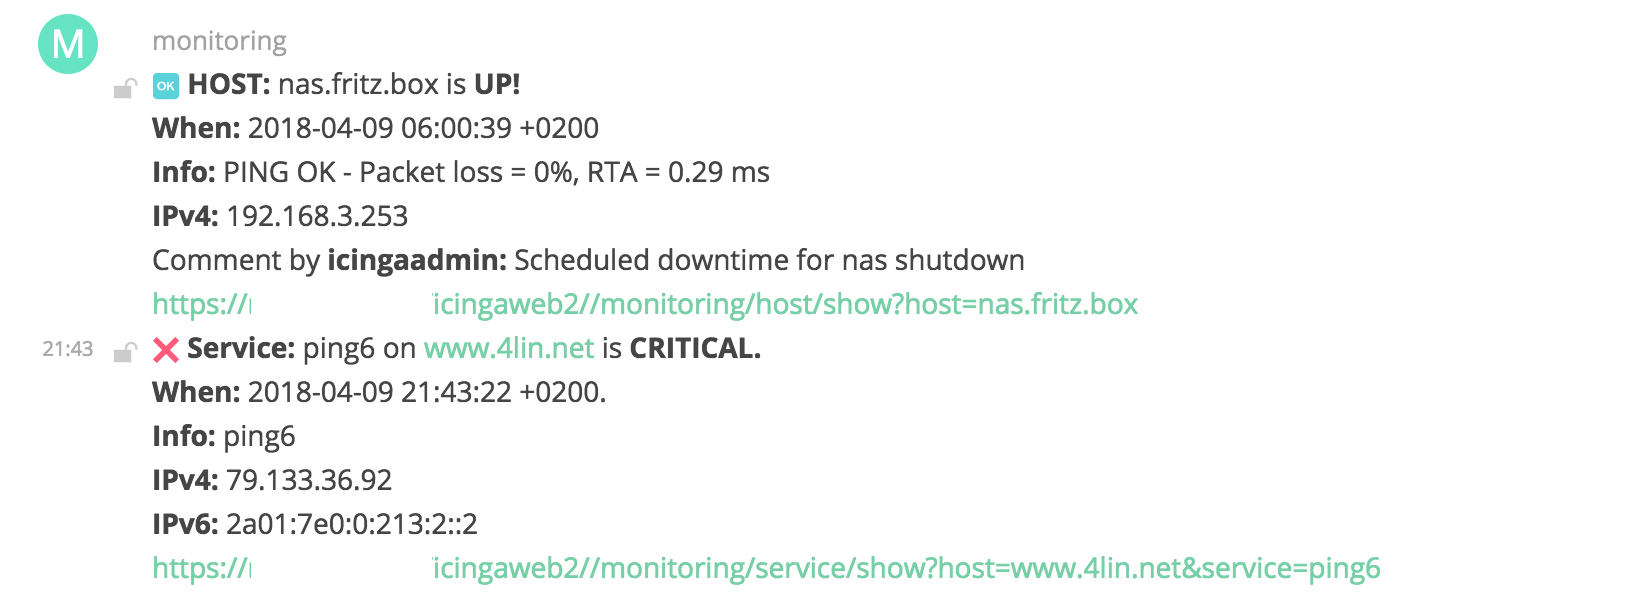 M
monitoring
OK HOST: nas.fritz.box is UP!
When: 2018-04-09 06:00:39 +0200
Info: PING OK - Packet loss = 0%, RTA = 0.29 ms
IPv4: 192.168.3.253
Comment by icingaadmin: Scheduled downtime for nas shutdown
https:// icingaweb2//monitoring/host/show?host=nas.fritz.box
21:43 Service: ping6 on www.4lin.net is CRITICAL.
When: 2018-04-09 21:43:22 +0200.
Info: ping6
IPv4: 79.133.36.92
IPv6: 2a01:7e0:0:213:2::2
https:// icingaweb2//monitoring/service/show?host=www.4lin.net&service=ping6